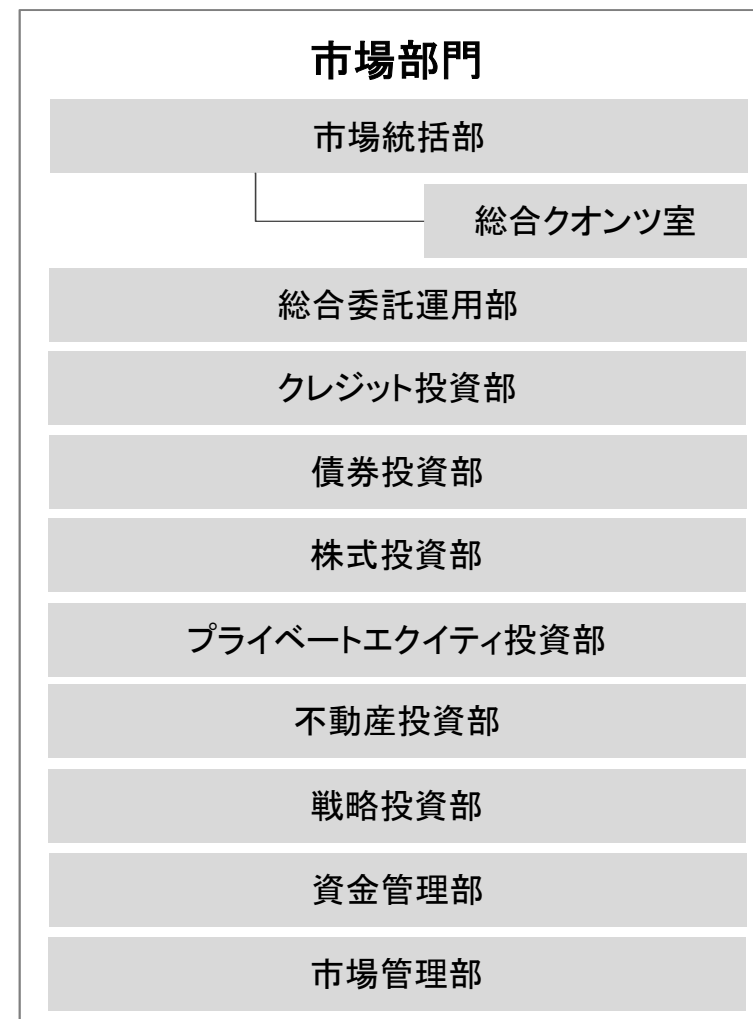 市場部門
市場統括部
総合クオンツ室
総合委託運用部
クレジット投資部
債券投資部
株式投資部
プライベートエクイティ投資部
不動産投資部
戦略投資部
資金管理部
市場管理部